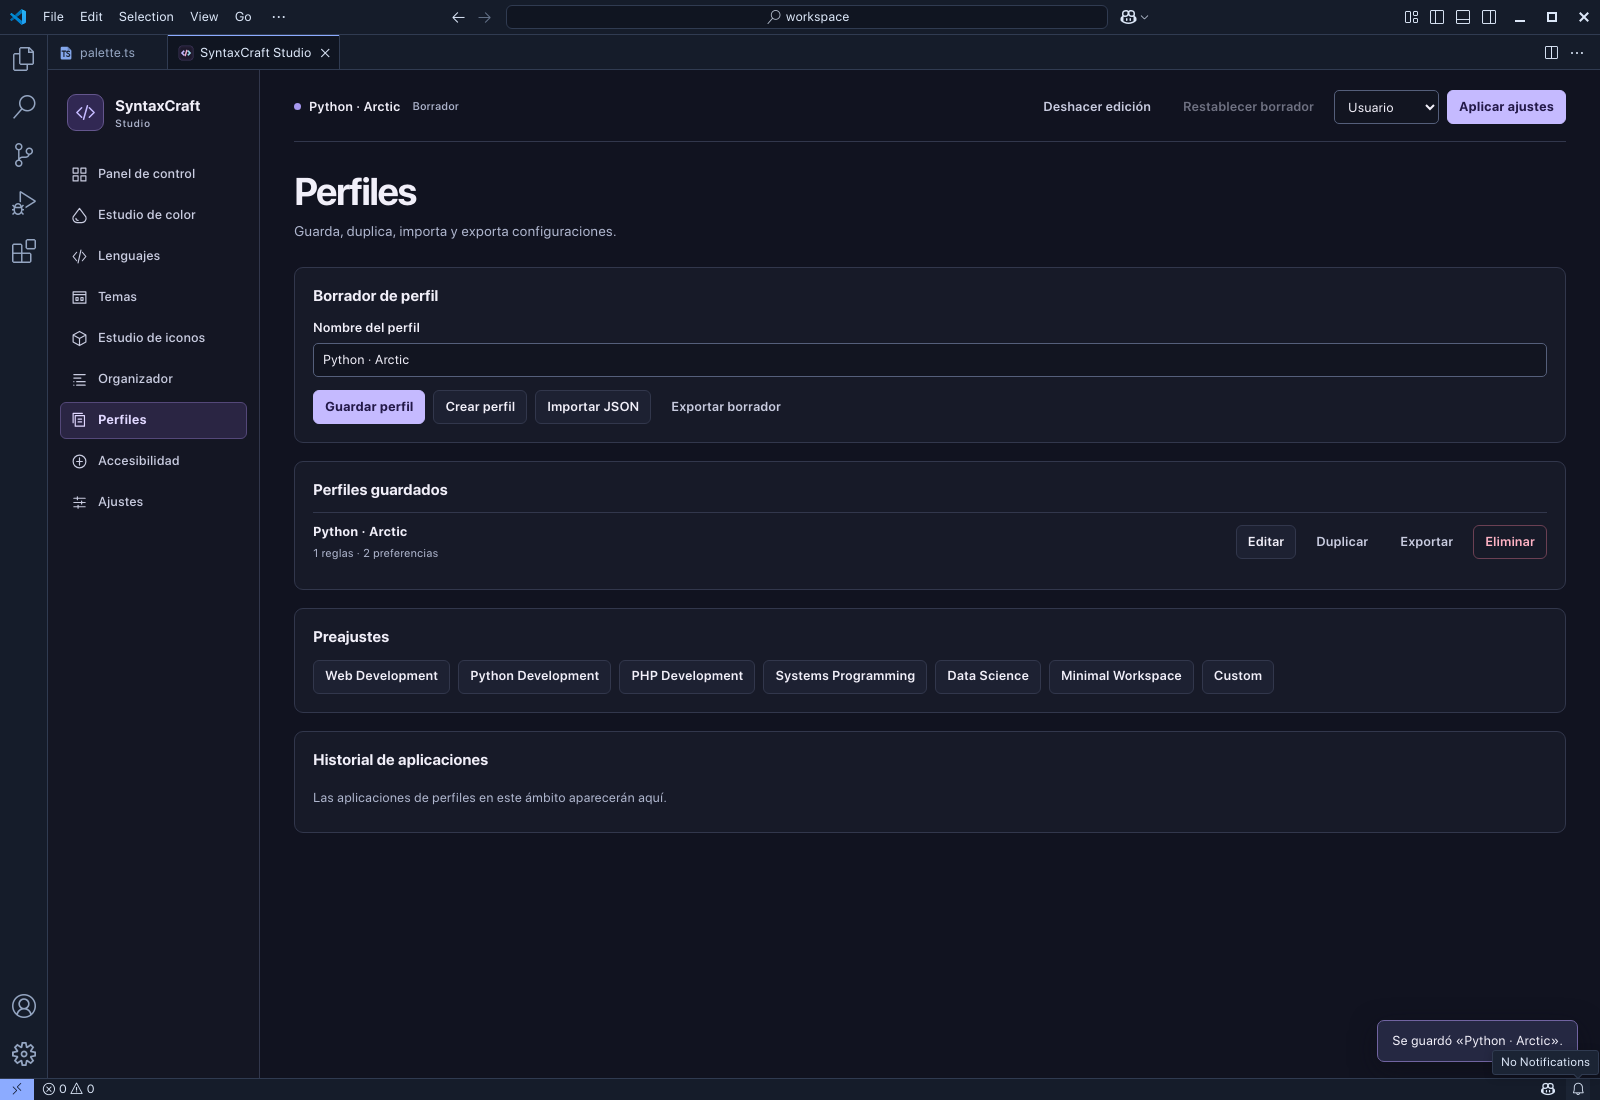 File Edit Selection View Go ···
workspace
palette.ts
SyntaxCraft Studio
SyntaxCraft
Studio
Panel de control
Estudio de color
Lenguajes
Temas
Estudio de iconos
Organizador
Perfiles
Accesibilidad
Ajustes
Python · Arctic Borrador
Deshacer edición
Restablecer borrador
Usuario
Aplicar ajustes
Perfiles
Guarda, duplica, importa y exporta configuraciones.
Borrador de perfil
Nombre del perfil
Python · Arctic
Guardar perfil
Crear perfil
Importar JSON
Exportar borrador
Perfiles guardados
Python · Arctic
1 reglas · 2 preferencias
Editar
Duplicar
Exportar
Eliminar
Preajustes
Web Development
Python Development
PHP Development
Systems Programming
Data Science
Minimal Workspace
Custom
Historial de aplicaciones
Las aplicaciones de perfiles en este ámbito aparecerán aquí.
Se guardó «Python · Arctic».
No Notifications
0 0